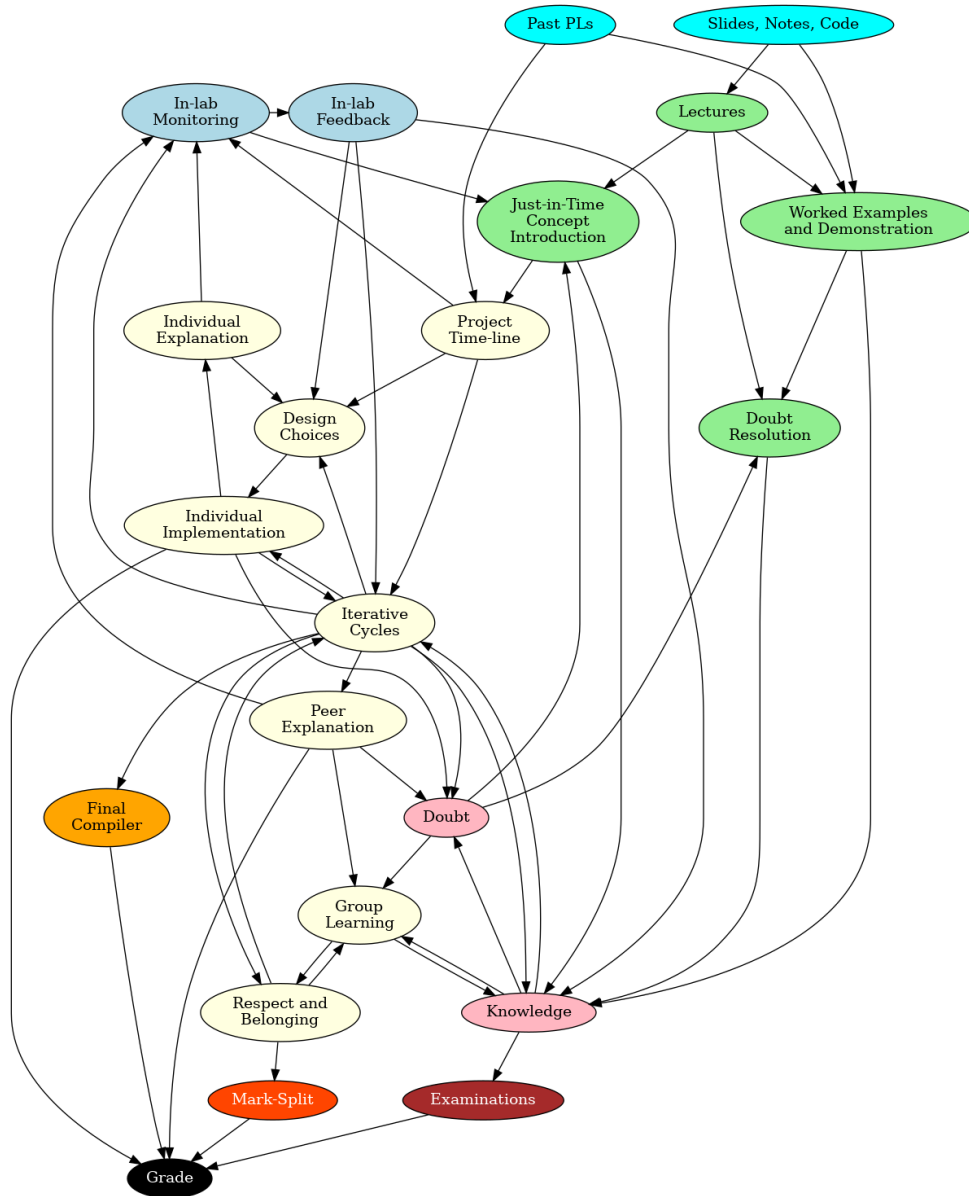 Past PLs
Slides, Notes, Code
In-lab
Monitoring
In-lab
Feedback
Lectures
Just-in-Time
Concept
Introduction
Worked Examples
and Demonstration
Individual
Explanation
Project
Time-line
Design
Choices
Doubt
Resolution
Individual
Implementation
Iterative
Cycles
Peer
Explanation
Final
Compiler
Doubt
Group
Learning
Respect and
Belonging
Knowledge
Mark-Split
Examinations
Grade